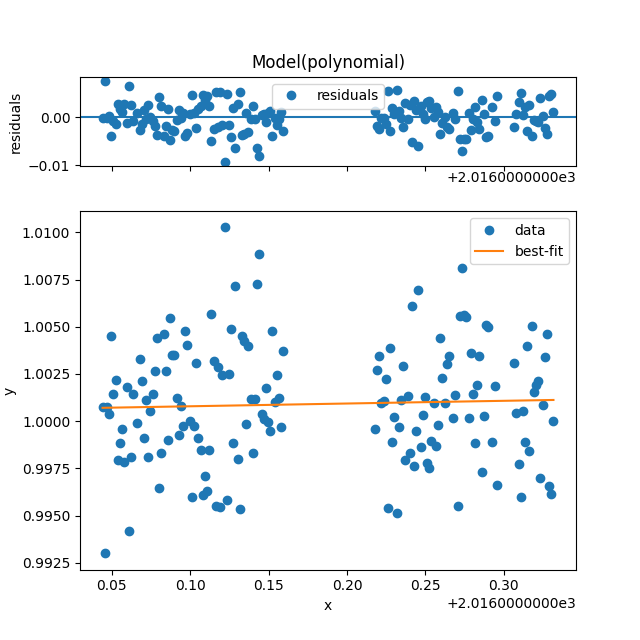 Model(polynomial)
residuals
0.00
−0.01
residuals
+2.0160000000e3
1.0100
1.0075
1.0050
1.0025
1.0000
0.9975
0.9950
0.9925
y
data
best-fit
0.05 0.10 0.15 0.20 0.25 0.30
x
+2.0160000000e3